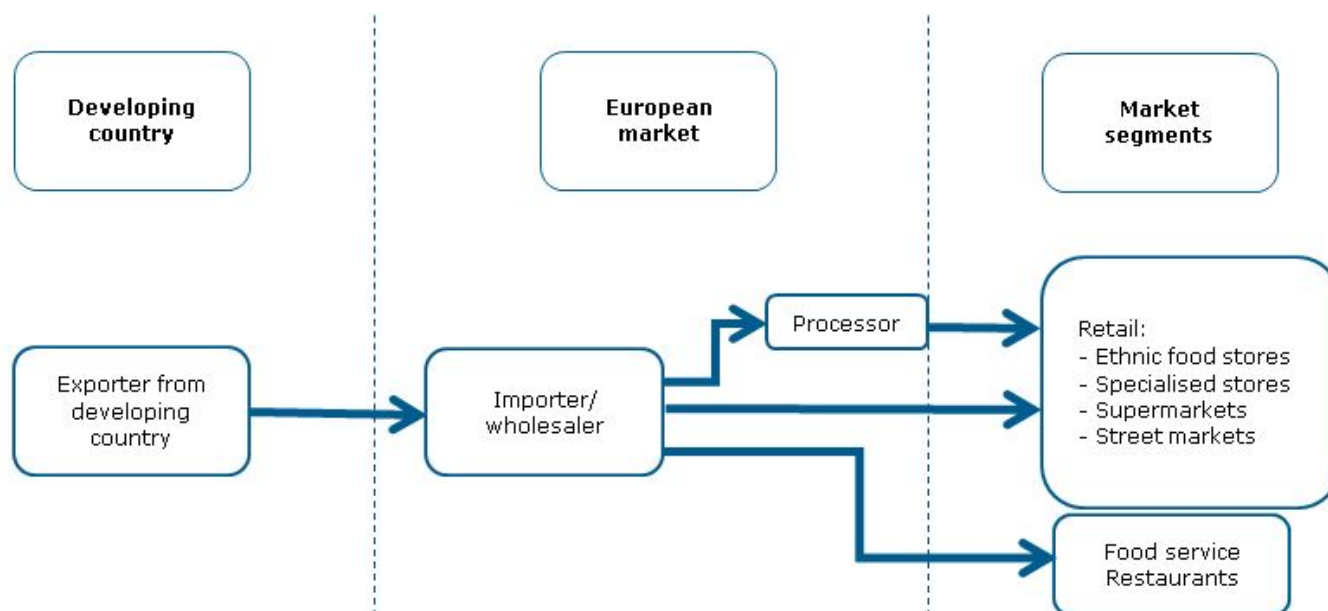 Developing
country
European
market
Market
segments
Exporter from
developing
country
Importer/
wholesaler
Processor
Retail:
- Ethnic food stores
- Specialised stores
- Supermarkets
- Street markets
Food service
Restaurants